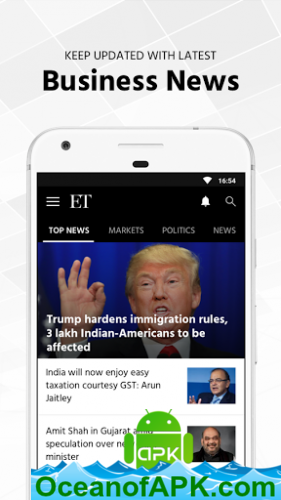 KEEP UPDATED WITH LATEST
Business News
16:54
ET
TOP NEWS MARKETS POLITICS NEWS
Trump hardens immigration rules,
3 lakh Indian-Americans to be
affected
India will now enjoy easy
taxation courtesy GST: Arun
Jaitley
Amit Shah in Gujarat amid
speculation over ne
minister
apk
OceanofAPK.com